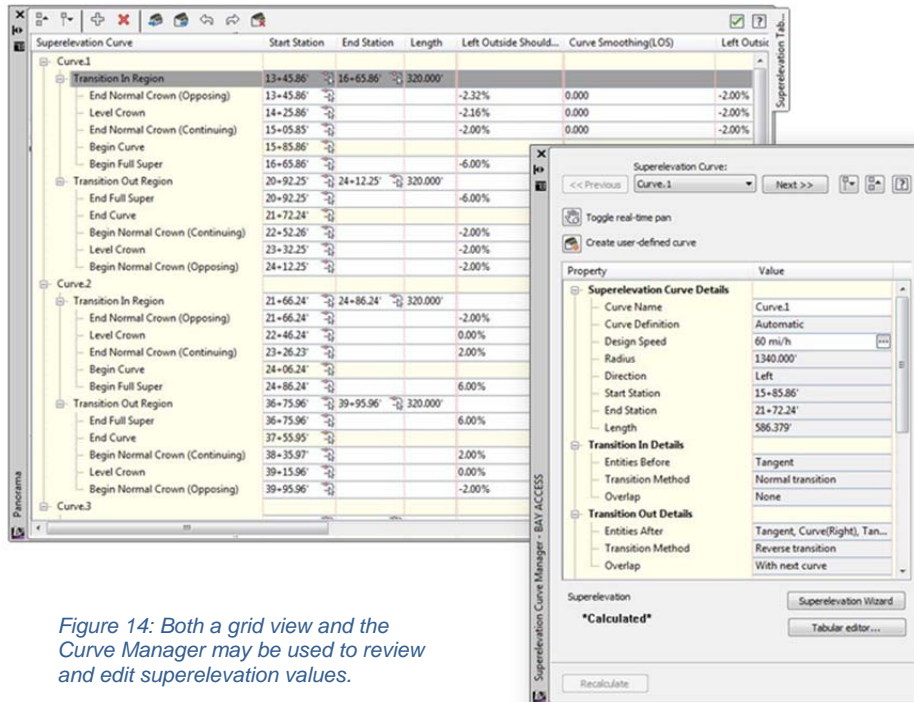 Superelevation Tab...
Superelevation Curve Start Station End Station Length Left Outside Should... Curve Smoothing(LOS) Left Outsic
Curve.1
Transition In Region 13+45.86' 16+65.86' 320.000'
End Normal Crown (Opposing) 13+45.86' -2.32% 0.000 -2.00%
Level Crown 14+25.86' -2.16% 0.000 -2.00%
End Normal Crown (Continuing) 15+05.85' -2.00% 0.000 -2.00%
Begin Curve 15+85.86'
Begin Full Super 16+65.86' -6.00%
Transition Out Region 20+92.25' 24+12.25' 320.000'
End Full Super 20+92.25' -6.00%
End Curve 21+72.24'
Begin Normal Crown (Continuing) 22+52.26' -2.00%
Level Crown 23+32.25' -2.00%
Begin Normal Crown (Opposing) 24+12.25' -2.00%
Curve.2
Transition In Region 21+66.24' 24+86.24' 320.000'
End Normal Crown (Opposing) 21+66.24' -2.00%
Level Crown 22+46.24' 0.00%
End Normal Crown (Continuing) 23+26.23' 2.00%
Begin Curve 24+06.24'
Begin Full Super 24+86.24' 6.00%
Transition Out Region 36+75.96' 39+95.96' 320.000'
End Full Super 36+75.96' 6.00%
End Curve 37+55.95'
Begin Normal Crown (Continuing) 38+35.97' 2.00%
Level Crown 39+15.96' 0.00%
Begin Normal Crown (Opposing) 39+95.96' -2.00%
Curve.3
Panorama
Superelevation Curve:
<< Previous Curve.1 Next >>
Toggle real-time pan
Create user-defined curve
Property Value
Superelevation Curve Details
Curve Name Curve.1
Curve Definition Automatic
Design Speed 60 mi/h
Radius 1340.000'
Direction Left
Start Station 15+85.86'
End Station 21+72.24'
Length 586.379'
Transition In Details
Entities Before Tangent
Transition Method Normal transition
Overlap None
Transition Out Details
Entities After Tangent, Curve(Right), Tan...
Transition Method Reverse transition
Overlap With next curve
Superelevation
*Calculated*
Superelevation Wizard
Tabular editor...
Recalculate
Superelevation Curve Manager - BAY ACCESS
Figure 14: Both a grid view and the
Curve Manager may be used to review
and edit superelevation values.